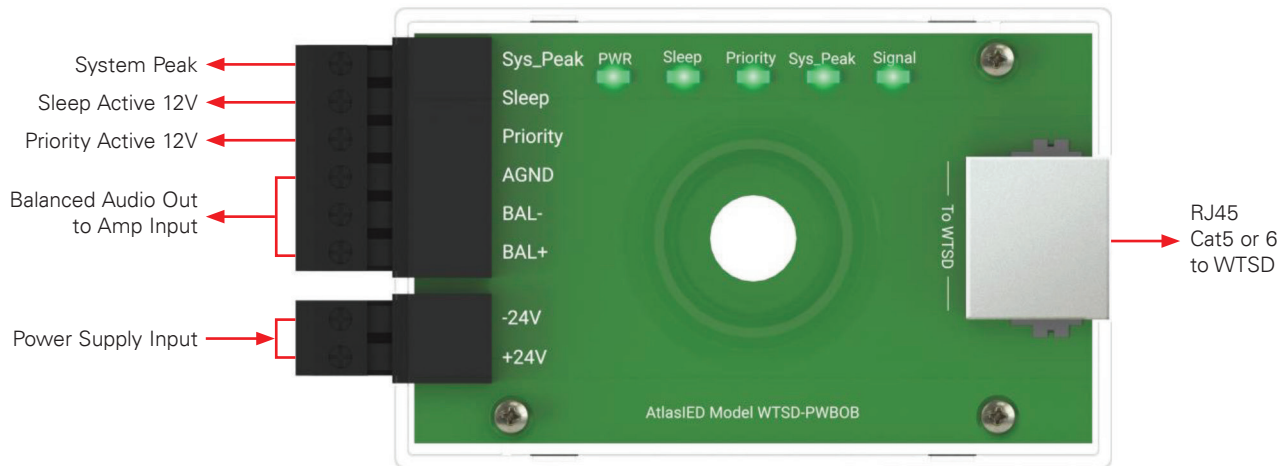 System Peak
Sleep Active 12V
Priority Active 12V
Balanced Audio Out
to Amp Input
Power Supply Input
Sys_Peak
Sleep
Priority
AGND
BAL-
BAL+
-24V
+24V
PWR Sleep Priority Sys_Peak Signal
To WTSD
AtlasIED Model WTSD-PWBOB
RJ45
Cat5 or 6
to WTSD